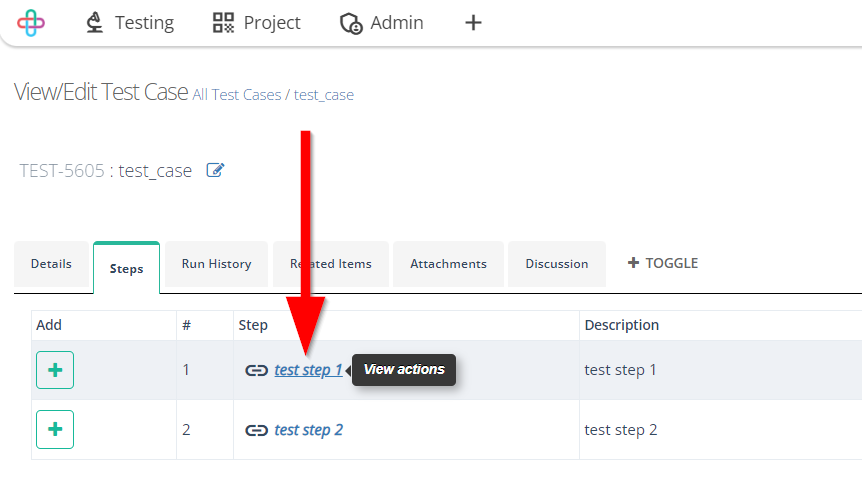 Testing Project Admin
View/Edit Test Case All Test Cases / test_case
TEST-5605 : test_case
Details Steps Run History Related Items Attachments Discussion + TOGGLE
Add # Step Description
+ 1 test step 1 View actions test step 1
+ 2 test step 2 test step 2